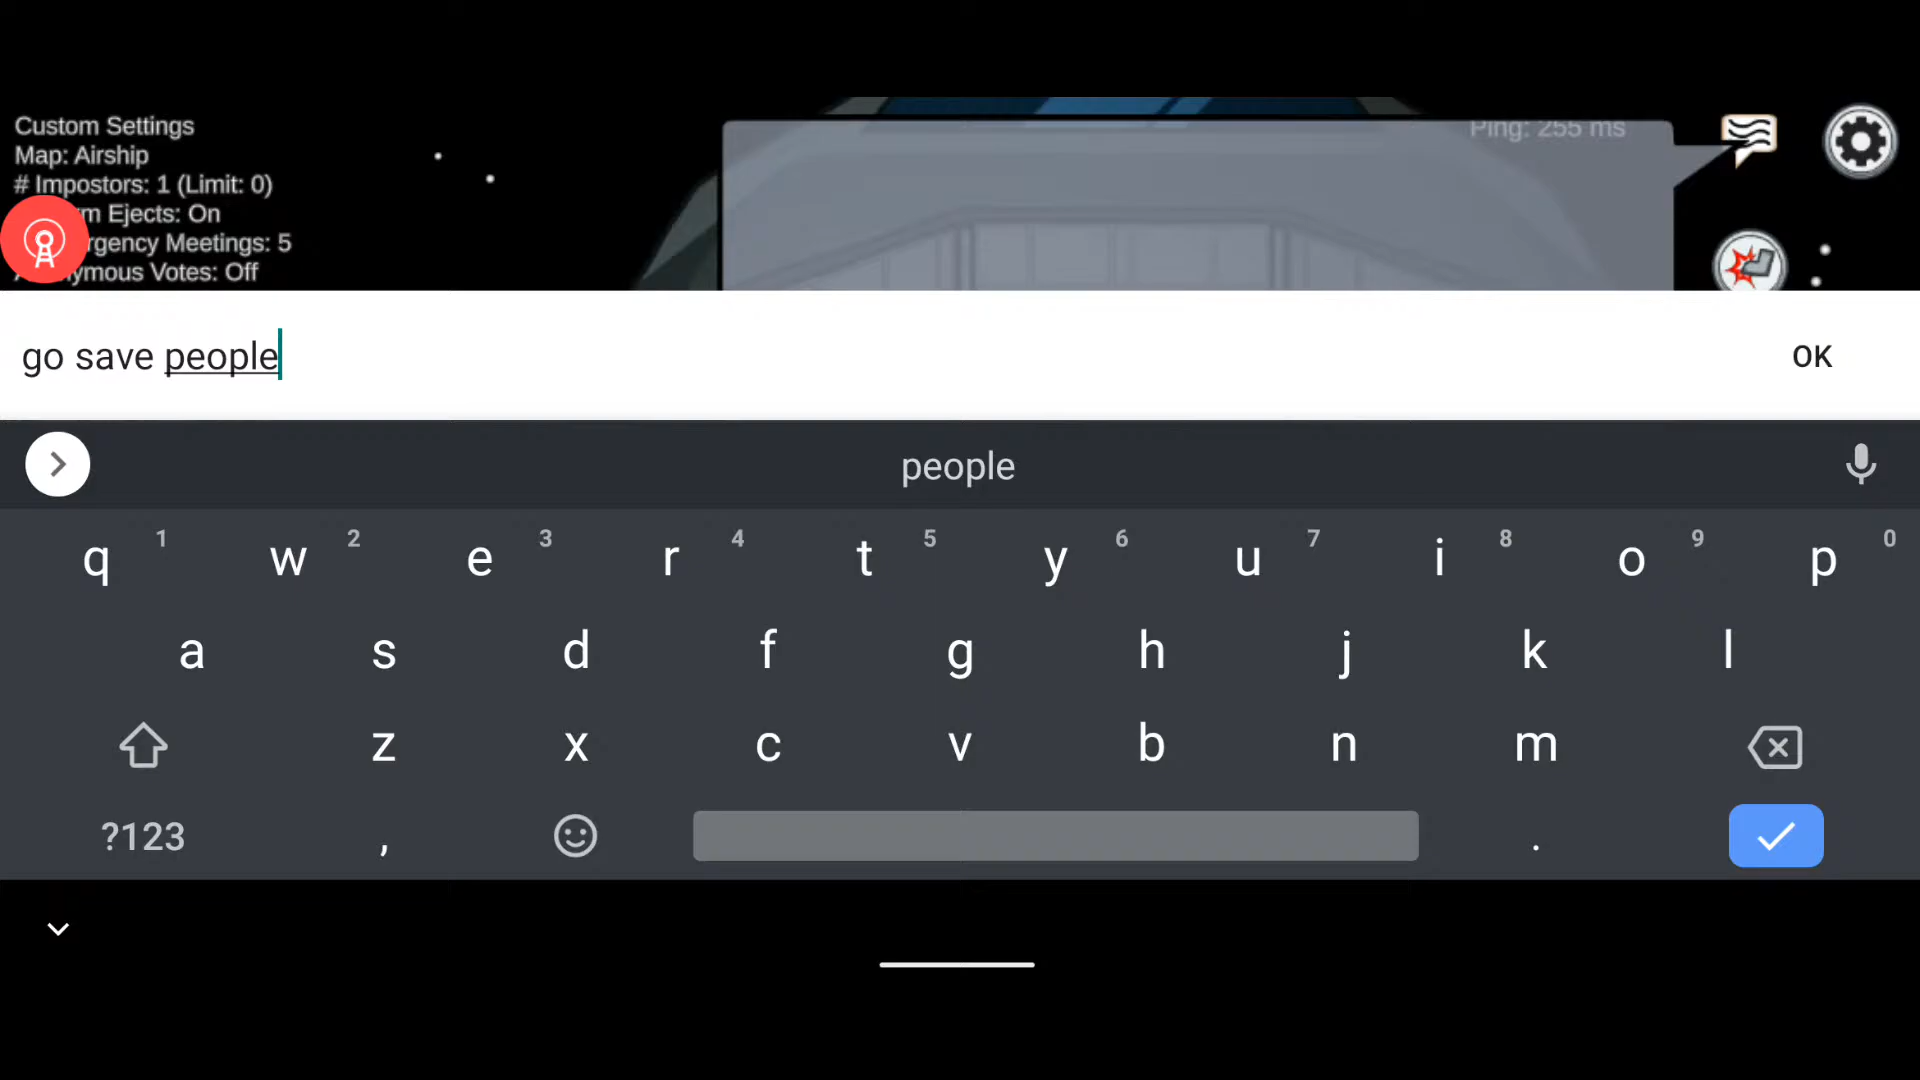 Custom Settings
Map: Airship
# Impostors: 1 (Limit: 0)
m Ejects: On
rgency Meetings: 5
ymous Votes: Off
Ping: 255 ms
go save people
OK
people
q 1 w 2 e 3 r 4 t 5 y 6 u 7 i 8 o 9 p 0
a s d f g h j k l
z x c v b n m
?123 , .